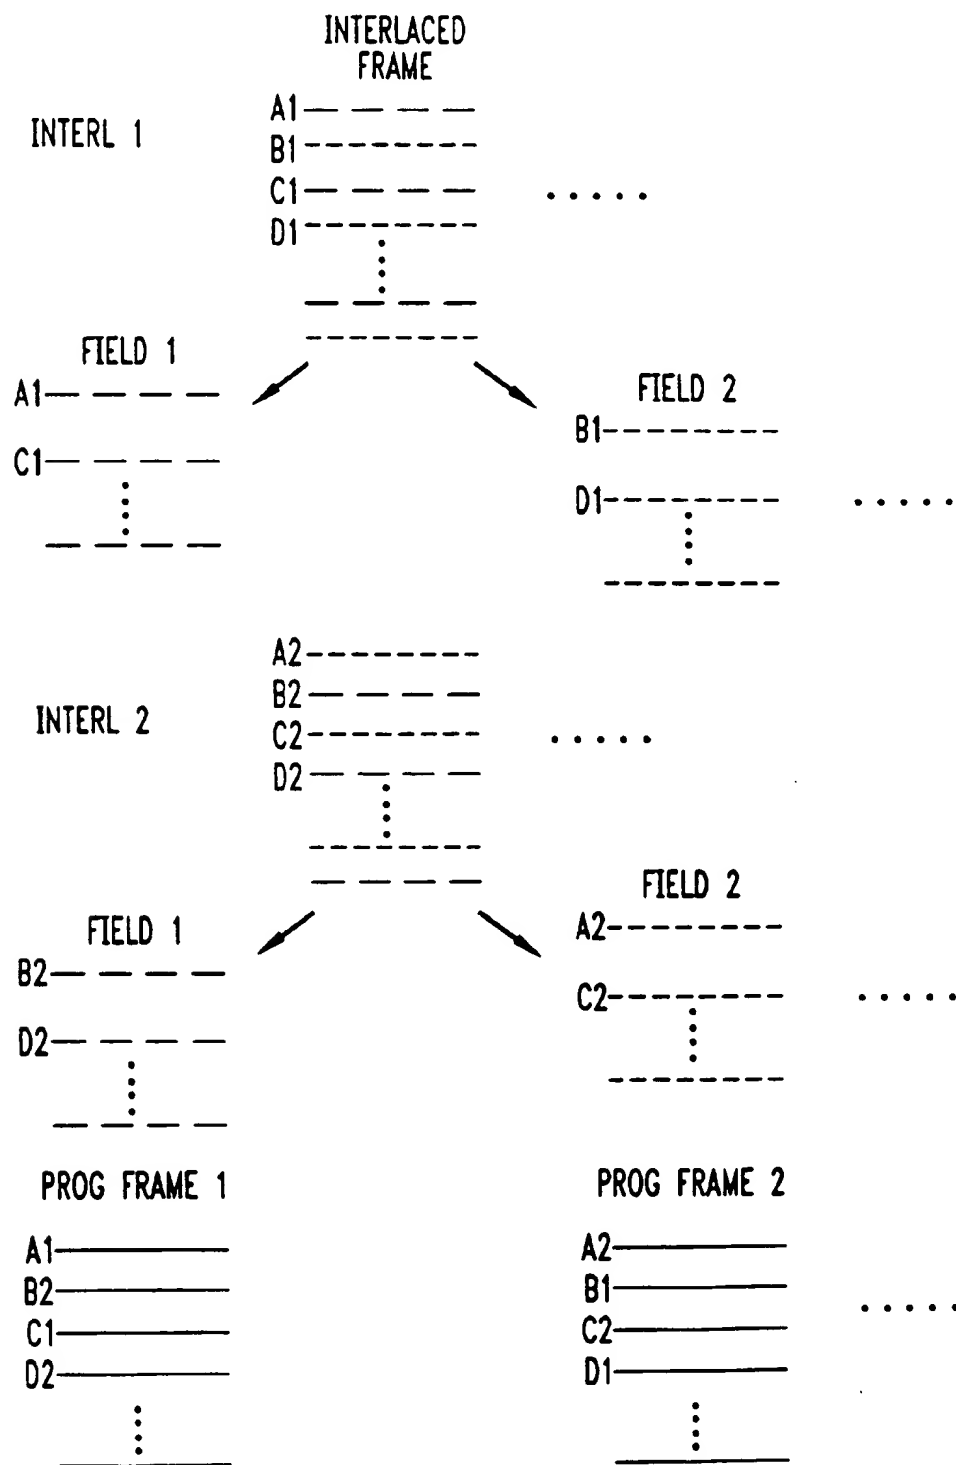 INTERLACED
FRAME
INTERL 1
A1
B1
C1
D1
FIELD 1
A1
C1
FIELD 2
B1
D1
INTERL 2
A2
B2
C2
D2
FIELD 1
B2
D2
FIELD 2
A2
C2
PROG FRAME 1
A1
B2
C1
D2
PROG FRAME 2
A2
B1
C2
D1